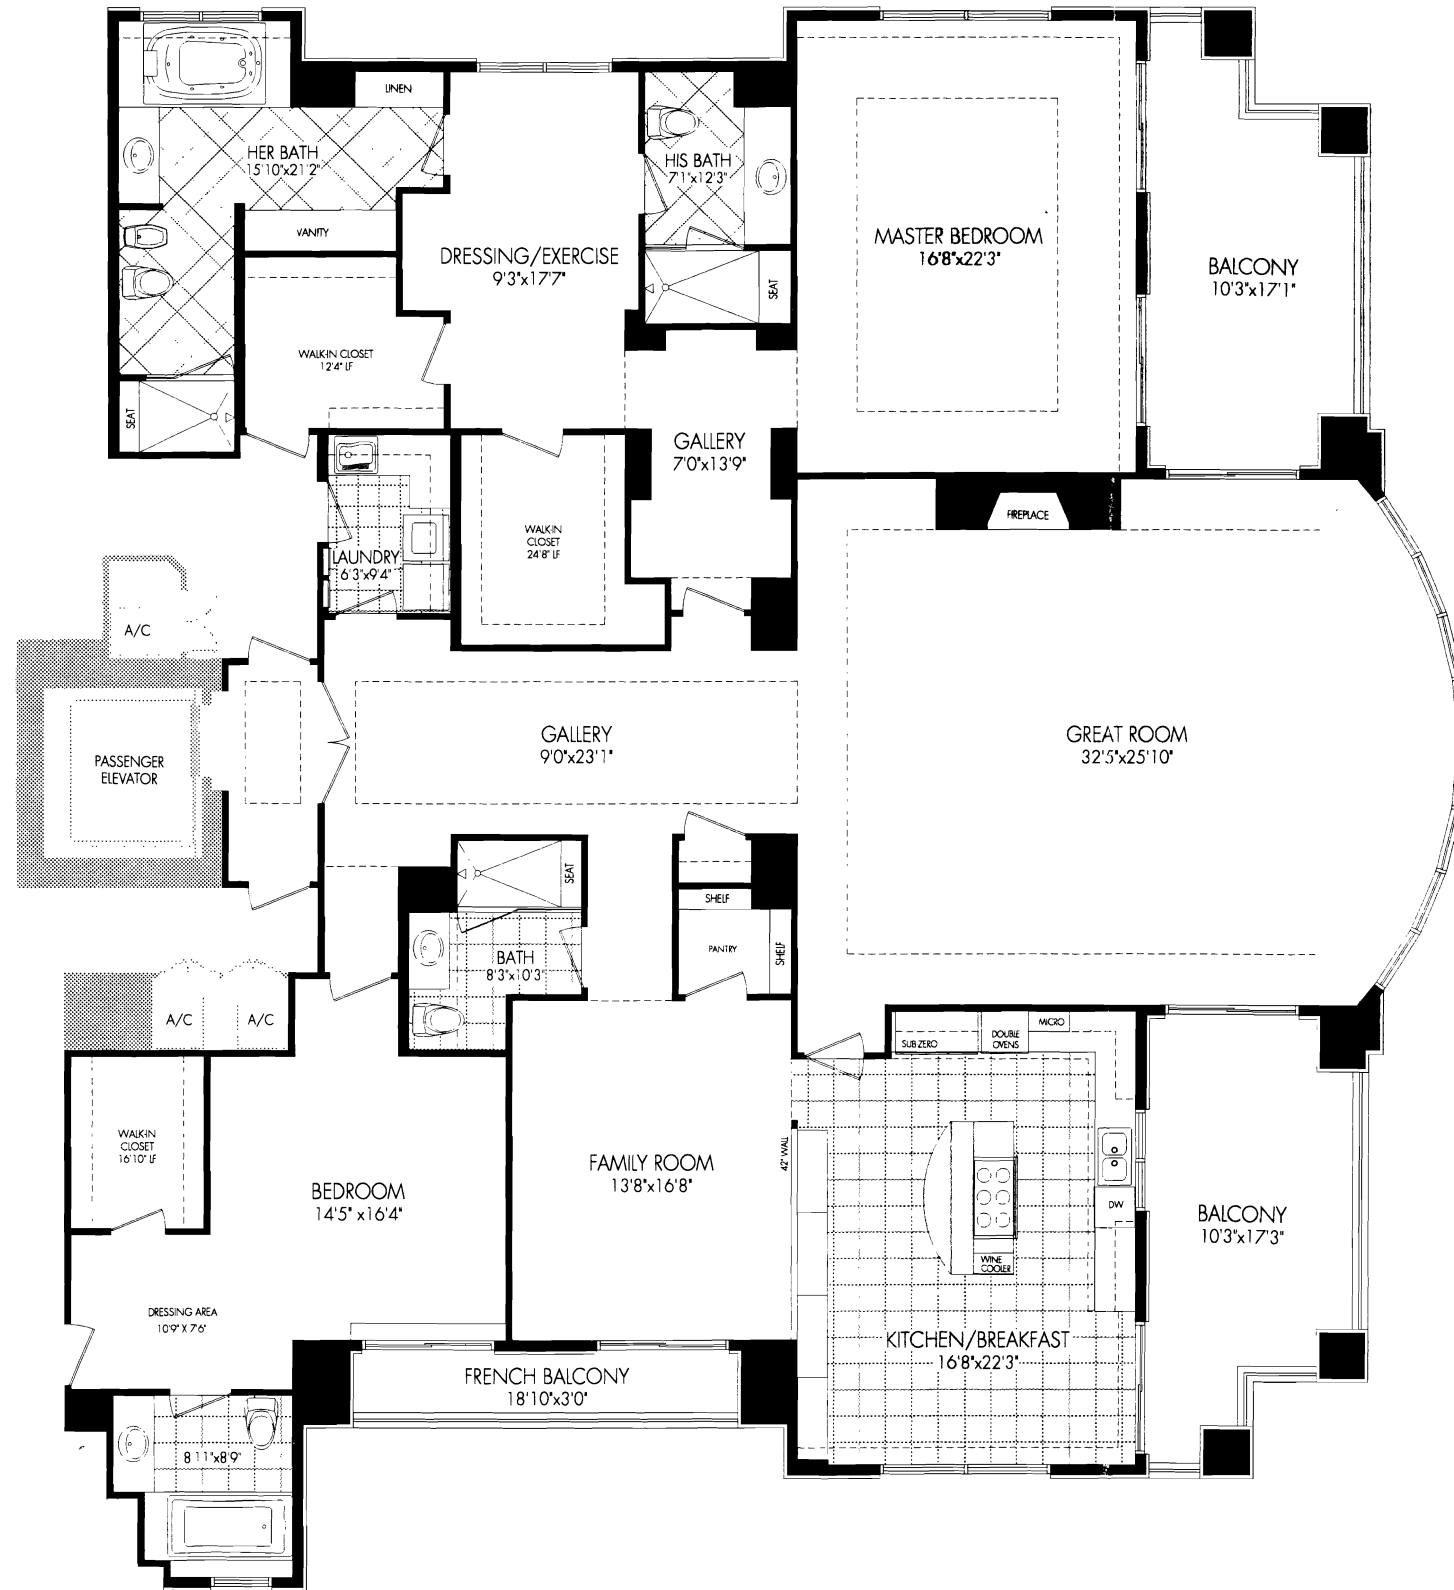 LINEN
HER BATH
15'10"x21'2"
VANITY
SEAT
WALK-IN CLOSET
12'4" LF
DRESSING/EXERCISE
9'3"x17'7"
HIS BATH
7'1"x12'3"
SEAT
MASTER BEDROOM
16'8"x22'3"
BALCONY
10'3"x17'1"
GALLERY
7'0"x13'9"
LAUNDRY
6'3"x9'4"
WALK-IN
CLOSET
24'8" LF
FIREPLACE
A/C
PASSENGER
ELEVATOR
GALLERY
9'0"x23'1"
GREAT ROOM
32'5"x25'10"
SEAT
BATH
8'3"x10'3"
SHELF
PANTRY
SHELF
A/C
A/C
SUB ZERO
DOUBLE
OVENS
MICRO
WALK-IN
CLOSET
16'10" LF
BEDROOM
14'5" x16'4"
FAMILY ROOM
13'8"x16'8"
42" WALL
DW
WINE
COOLER
BALCONY
10'3"x17'3"
DRESSING AREA
10'9" X 7'6"
KITCHEN/BREAKFAST
16'8"x22'3"
FRENCH BALCONY
18'10"x3'0"
8 11"x8'9"